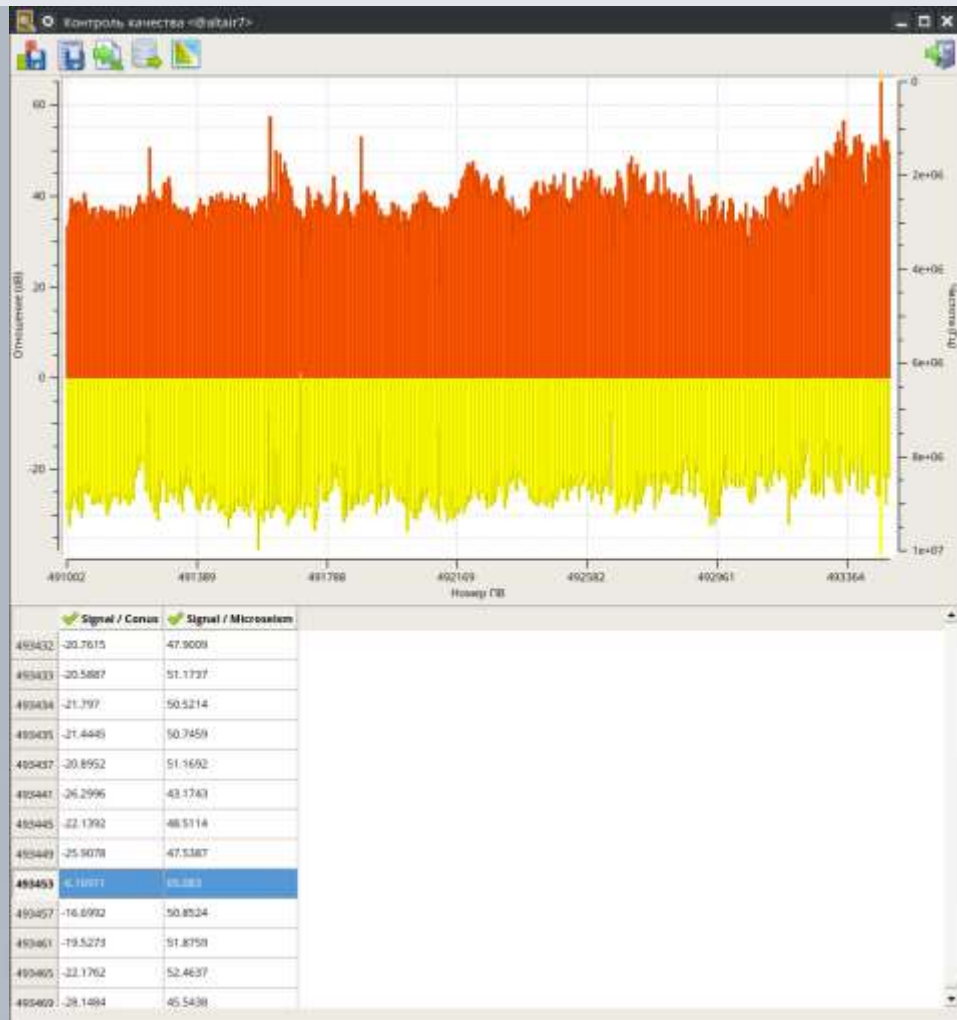 Контроль качества <@altair7>
60
40
20
0
-20
Отношение (dB)
0
2e+06
4e+06
6e+06
8e+06
1e+07
Частота (Гц)
491002 491389 491788 492169 492582 492961 493364
Номер ПВ
Signal / Conus Signal / Microseism
493432 -20.7615 47.9009
493433 -20.5887 51.1737
493434 -21.797 50.5214
493435 -21.4445 50.7459
493437 -20.8952 51.1692
493441 -26.2996 43.1743
493445 -22.1392 48.5114
493449 -25.9078 47.5387
493453
493457 -16.6992 50.8524
493461 -19.5273 51.8759
493465 -22.1762 52.4637
493469 -28.1484 45.5438